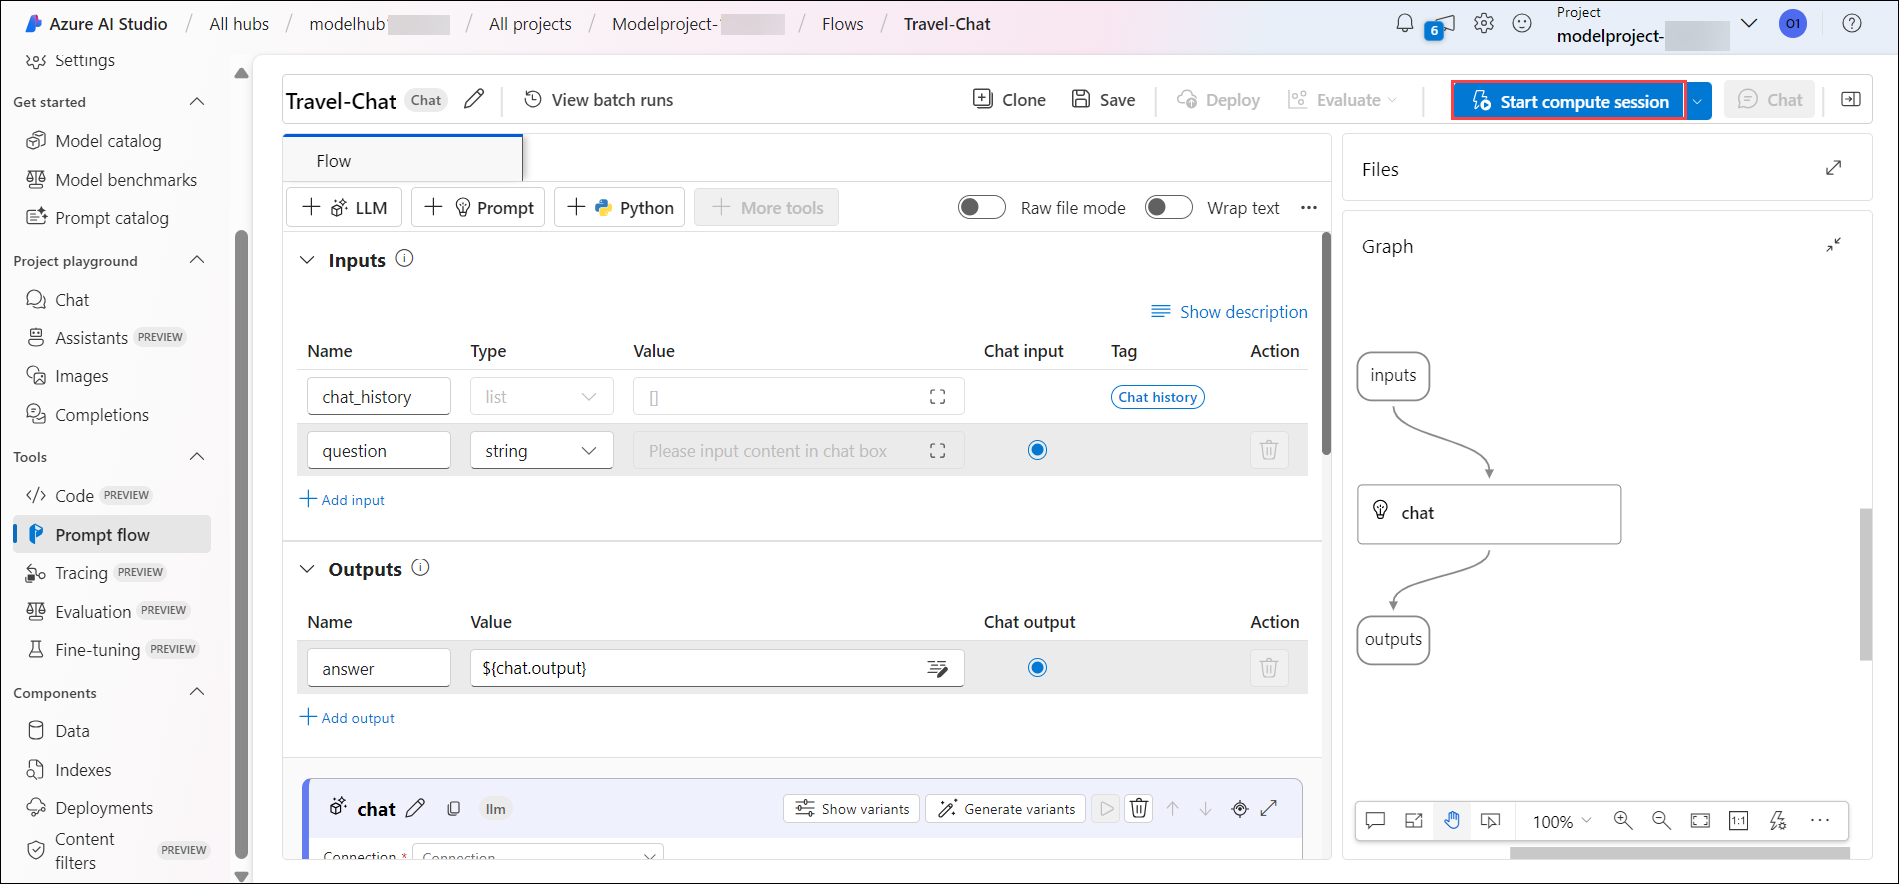 Azure AI Studio / All hubs / modelhub / All projects / Modelproject- / Flows / Travel-Chat
6
Project
modelproject-
O1
Settings
Get started
Model catalog
Model benchmarks
Prompt catalog
Project playground
Chat
Assistants PREVIEW
Images
Completions
Tools
Code PREVIEW
Prompt flow
Tracing PREVIEW
Evaluation PREVIEW
Fine-tuning PREVIEW
Components
Data
Indexes
Deployments
Content
filters PREVIEW
Travel-Chat Chat View batch runs Clone Save Deploy Evaluate Start compute session Chat
Flow
LLM Prompt Python More tools Raw file mode Wrap text ...
Inputs
Show description
Name Type Value Chat input Tag Action
chat_history list [] Chat history
question string Please input content in chat box
+ Add input
Outputs
Name Value Chat output Action
answer ${chat.output}
+ Add output
chat llm Show variants Generate variants
Connection * Connection
Files
Graph
inputs
chat
outputs
100% 1:1 ...